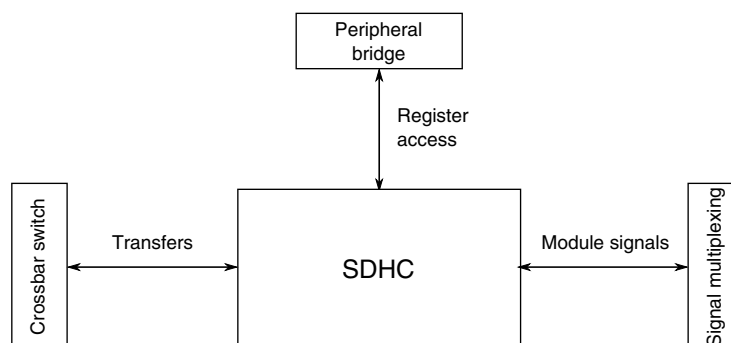 Peripheral
bridge
Register
access
Crossbar switch
Transfers
SDHC
Module signals
Signal multiplexing